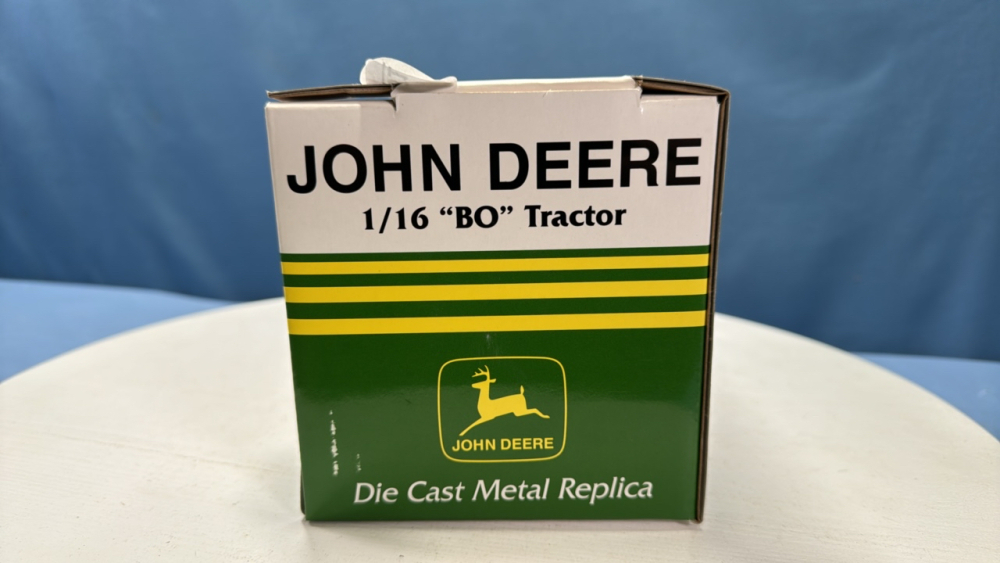 JOHN DEERE
1/16 “BO” Tractor
JOHN DEERE
Die Cast Metal Replica